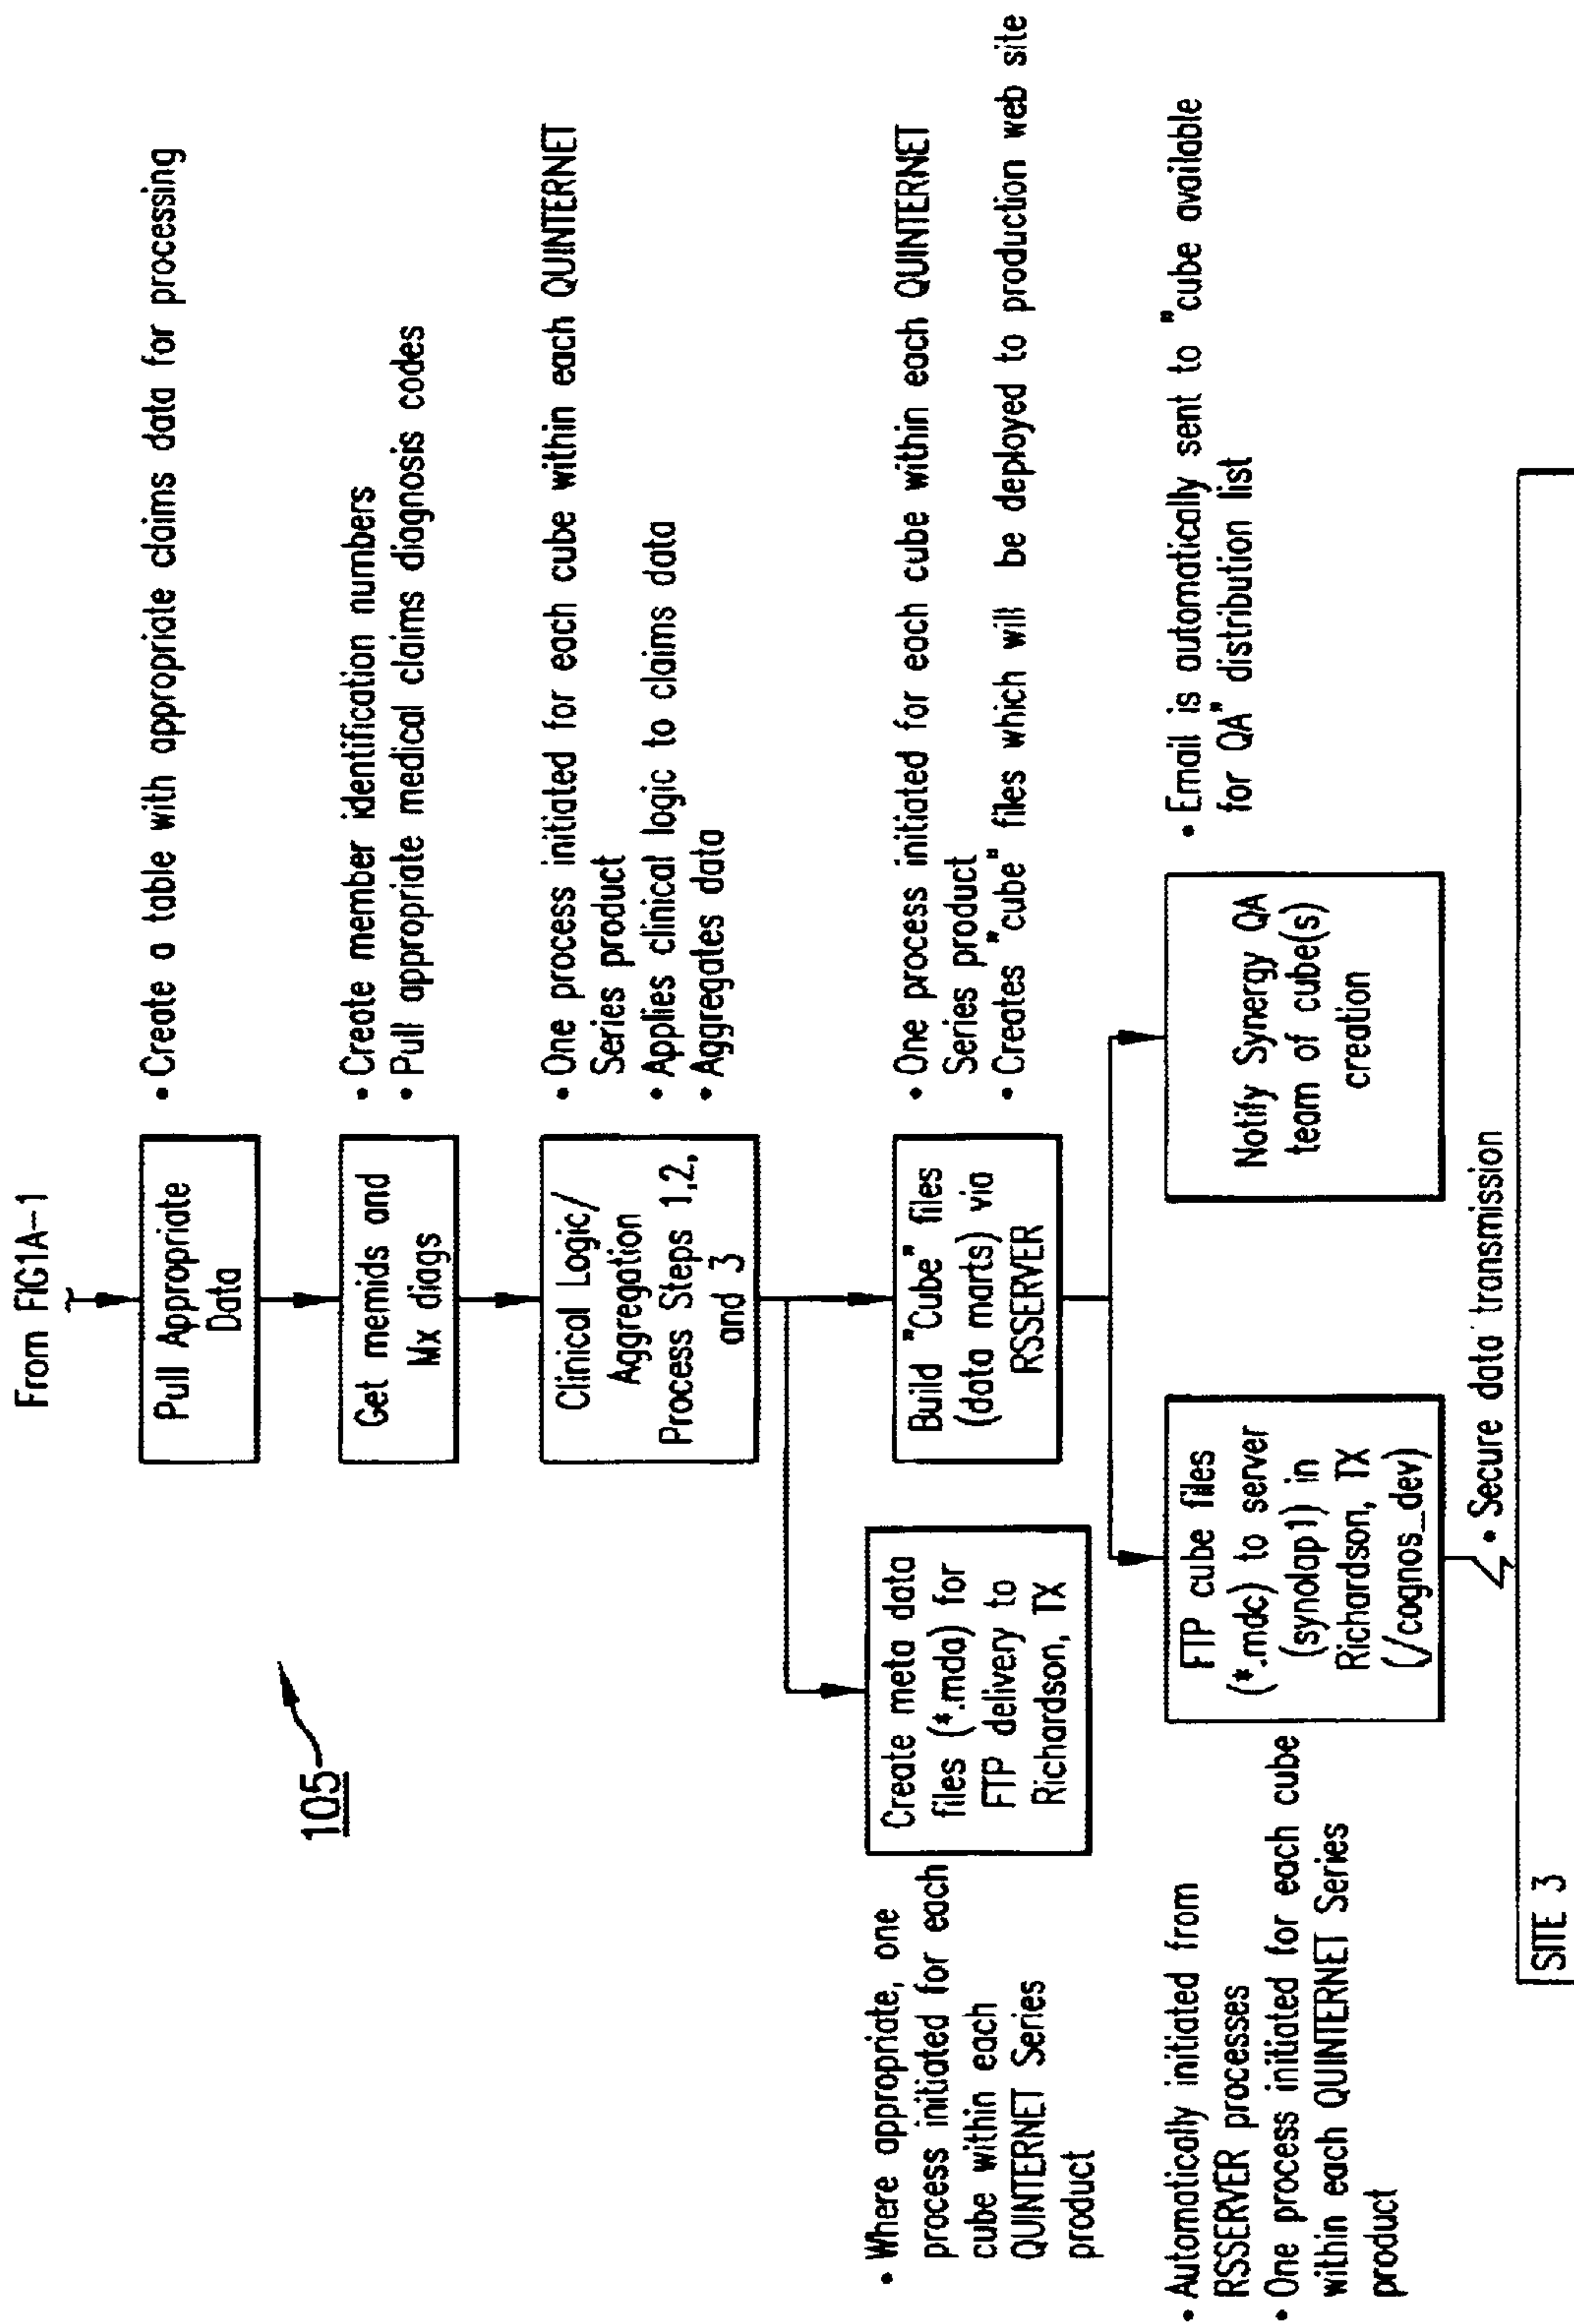 From FIG1A-1
Pull Appropriate
Data
• Create a table with appropriate claims data for processing
105
Get memids and
Mx diags
• Create member identification numbers
• Pull appropriate medical claims diagnosis codes
Clinical Logic/
Aggregation
Process Steps 1,2,
and 3
• One process initiated for each cube within each QUINTERNET
Series product
• Applies clinical logic to claims data
• Aggregates data
• Where appropriate, one
process initiated for each
cube within each
QUINTERNET Series
product
Create meta data
files (*.mda) for
FTP delivery to
Richardson, TX
Build "Cube" files
(data marts) via
RSSERVER
• One process initiated for each cube within each QUINTERNET
Series product
• Creates "cube" files which will be deployed to production web site
• Automatically initiated from
RSSERVER processes
• One process initiated for each cube
within each QUINTERNET Series
product
FTP cube files
(*.mdc) to server
(synolap1) in
Richardson, TX
(/cognos_dev)
Notify Synergy QA
team of cube(s)
creation
• Email is automatically sent to "cube available
for QA" distribution list
• Secure data transmission
SITE 3